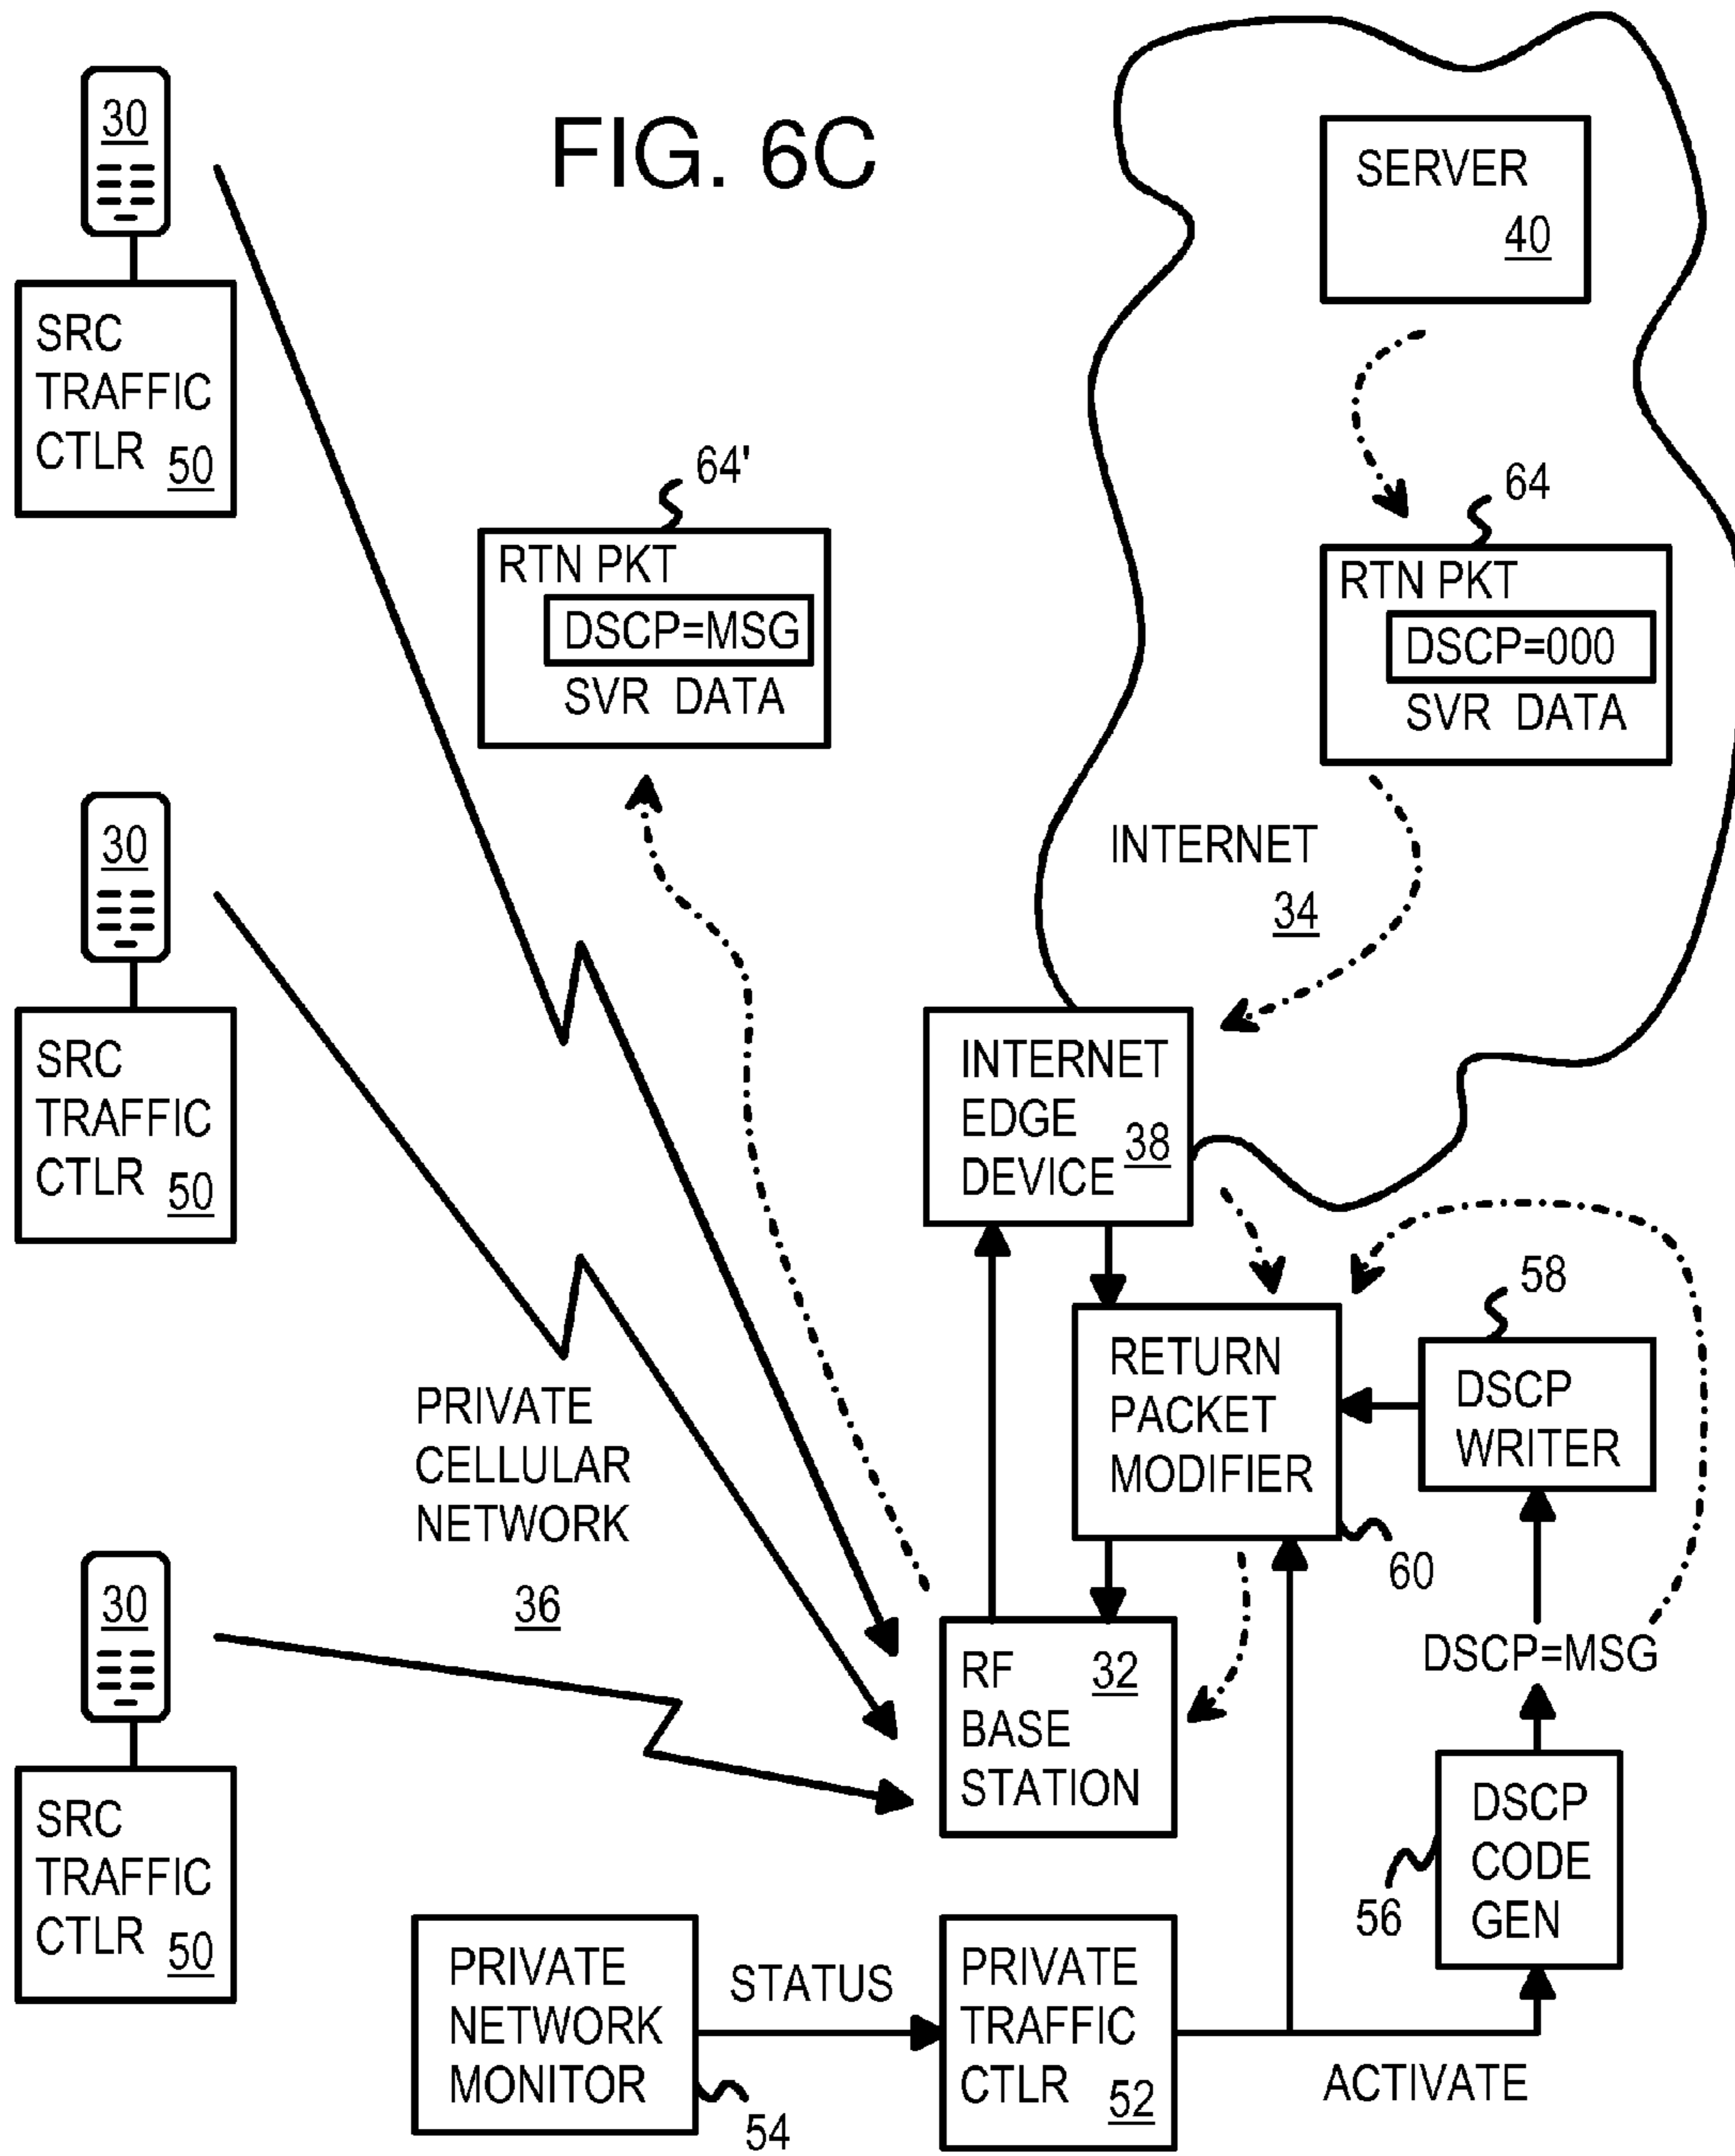 FIG. 6C
30
SRC
TRAFFIC
CTLR 50
30
SRC
TRAFFIC
CTLR 50
30
SRC
TRAFFIC
CTLR 50
64'
RTN PKT
DSCP=MSG
SVR DATA
SERVER
40
64
RTN PKT
DSCP=000
SVR DATA
INTERNET
34
INTERNET
EDGE
DEVICE 38
PRIVATE
CELLULAR
NETWORK
36
RETURN
PACKET
MODIFIER
60
58
DSCP
WRITER
DSCP=MSG
RF 32
BASE
STATION
DSCP
CODE
GEN
56
PRIVATE
NETWORK
MONITOR
54
STATUS
PRIVATE
TRAFFIC
CTLR 52
ACTIVATE